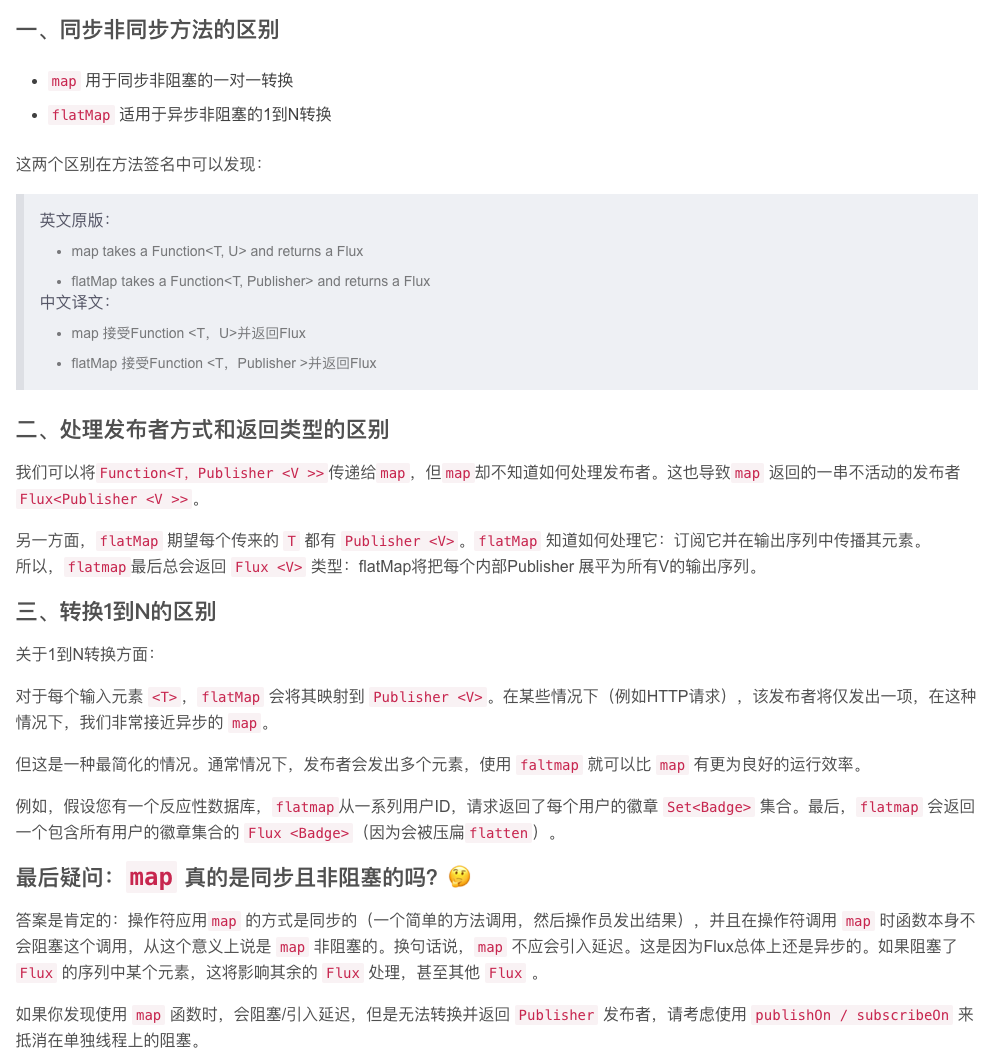 一、同步非同步方法的区别
• map 用于同步非阻塞的一对一转换
• flatMap 适用于异步非阻塞的1到N转换
这两个区别在方法签名中可以发现：
英文原版：
• map takes a Function<T, U> and returns a Flux
• flatMap takes a Function<T, Publisher> and returns a Flux
中文译文：
• map 接受Function <T，U>并返回Flux
• flatMap 接受Function <T，Publisher >并返回Flux
二、处理发布者方式和返回类型的区别
我们可以将 Function<T，Publisher <V >> 传递给 map，但 map 却不知道如何处理发布者。这也导致 map 返回的一串不活动的发布者
Flux<Publisher <V >>。
另一方面，flatMap 期望每个传来的 T 都有 Publisher <V>。flatMap 知道如何处理它：订阅它并在输出序列中传播其元素。
所以，flatmap 最后总会返回 Flux <V> 类型：flatMap将把每个内部Publisher 展平为所有V的输出序列。
三、转换1到N的区别
关于1到N转换方面：
对于每个输入元素 <T>，flatMap 会将其映射到 Publisher <V>。在某些情况下（例如HTTP请求），该发布者将仅发出一项，在这种
情况下，我们非常接近异步的 map。
但这是一种最简化的情况。通常情况下，发布者会发出多个元素，使用 faltmap 就可以比 map 有更为良好的运行效率。
例如，假设您有一个反应性数据库，flatmap 从一系列用户ID，请求返回了每个用户的徽章 Set<Badge> 集合。最后，flatmap 会返回
一个包含所有用户的徽章集合的 Flux <Badge>（因为会被压扁 flatten）。
最后疑问：map 真的是同步且非阻塞的吗？🤔
答案是肯定的：操作符应用 map 的方式是同步的（一个简单的方法调用，然后操作员发出结果），并且在操作符调用 map 时函数本身不
会阻塞这个调用，从这个意义上说是 map 非阻塞的。换句话说，map 不应会引入延迟。这是因为Flux总体上还是异步的。如果阻塞了
Flux 的序列中某个元素，这将影响其余的 Flux 处理，甚至其他 Flux 。
如果你发现使用 map 函数时，会阻塞/引入延迟，但是无法转换并返回 Publisher 发布者，请考虑使用 publishOn / subscribeOn 来
抵消在单独线程上的阻塞。